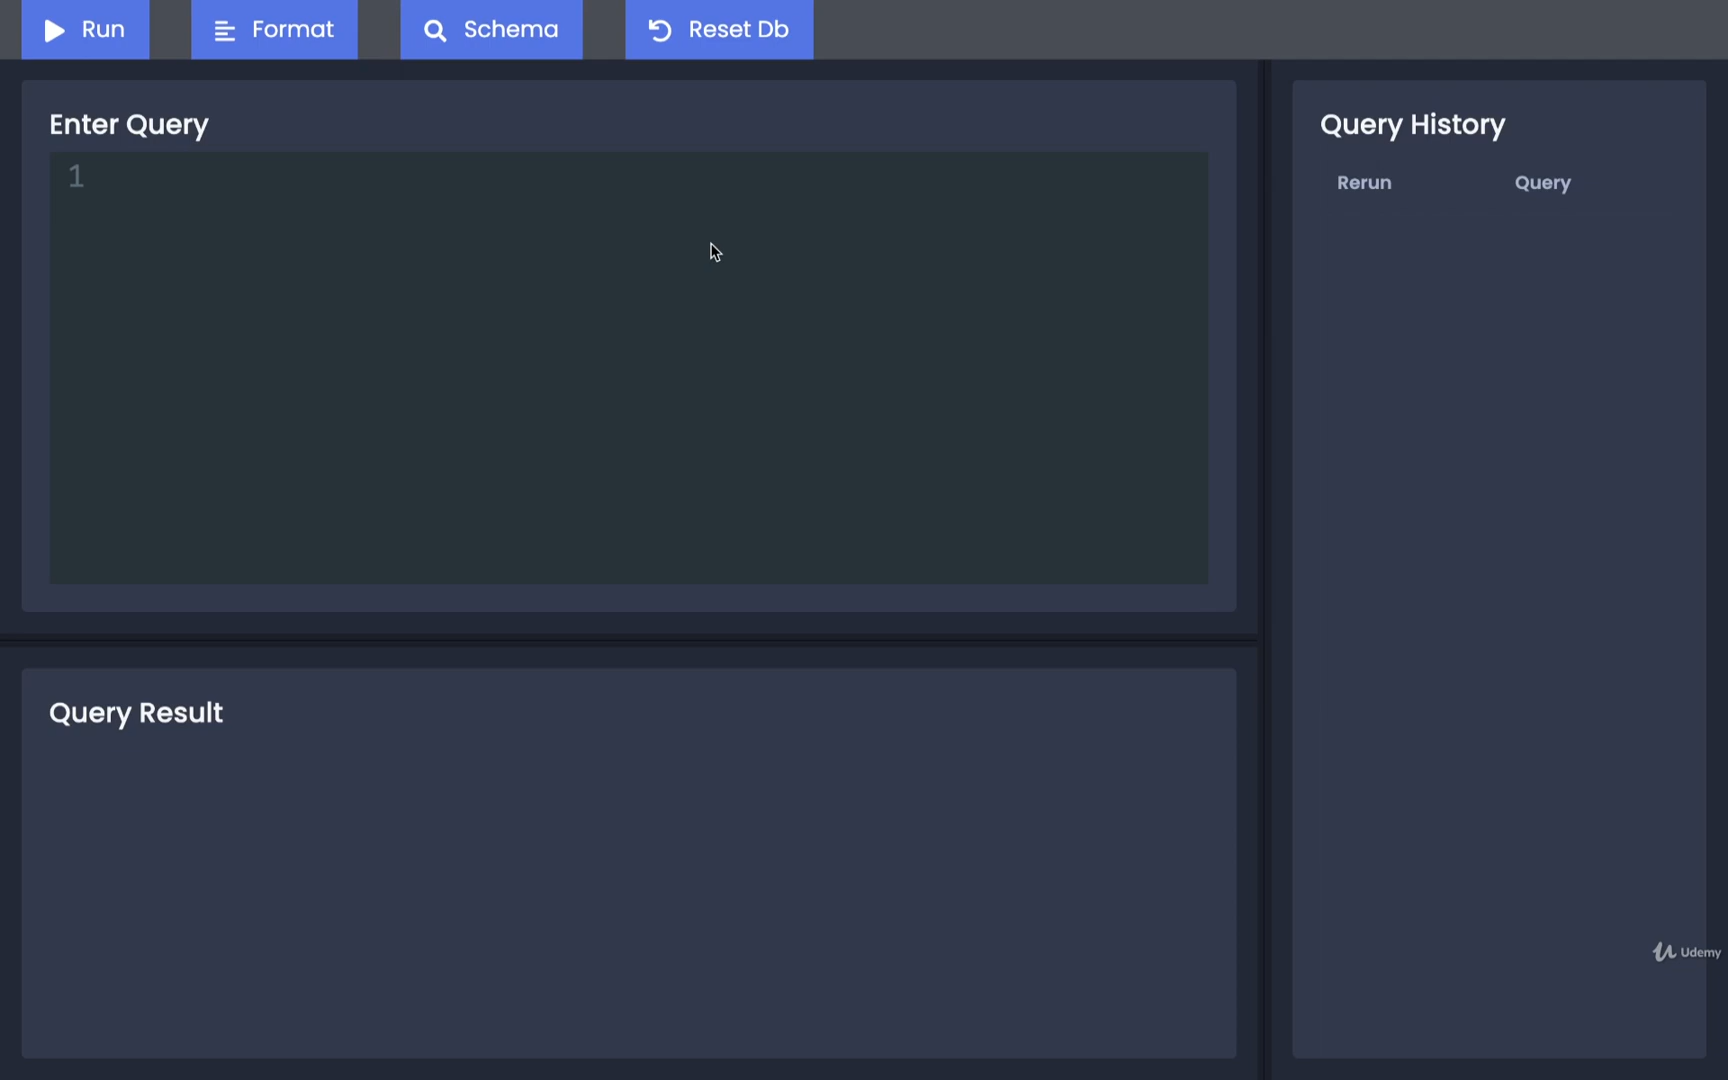 Run
Format
Schema
Reset Db
Enter Query
1
Query History
Rerun
Query
Query Result
Udemy